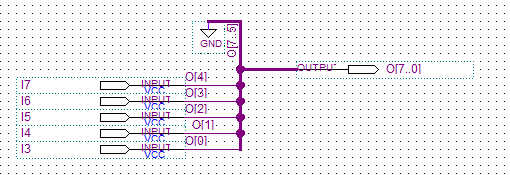 GND
O[7..5]
OUTPUT O[7..0]
I7 INPUT VCC O[4]
I6 INPUT VCC O[3]
I5 INPUT VCC O[2]
I4 INPUT VCC O[1]
I3 INPUT VCC O[0]